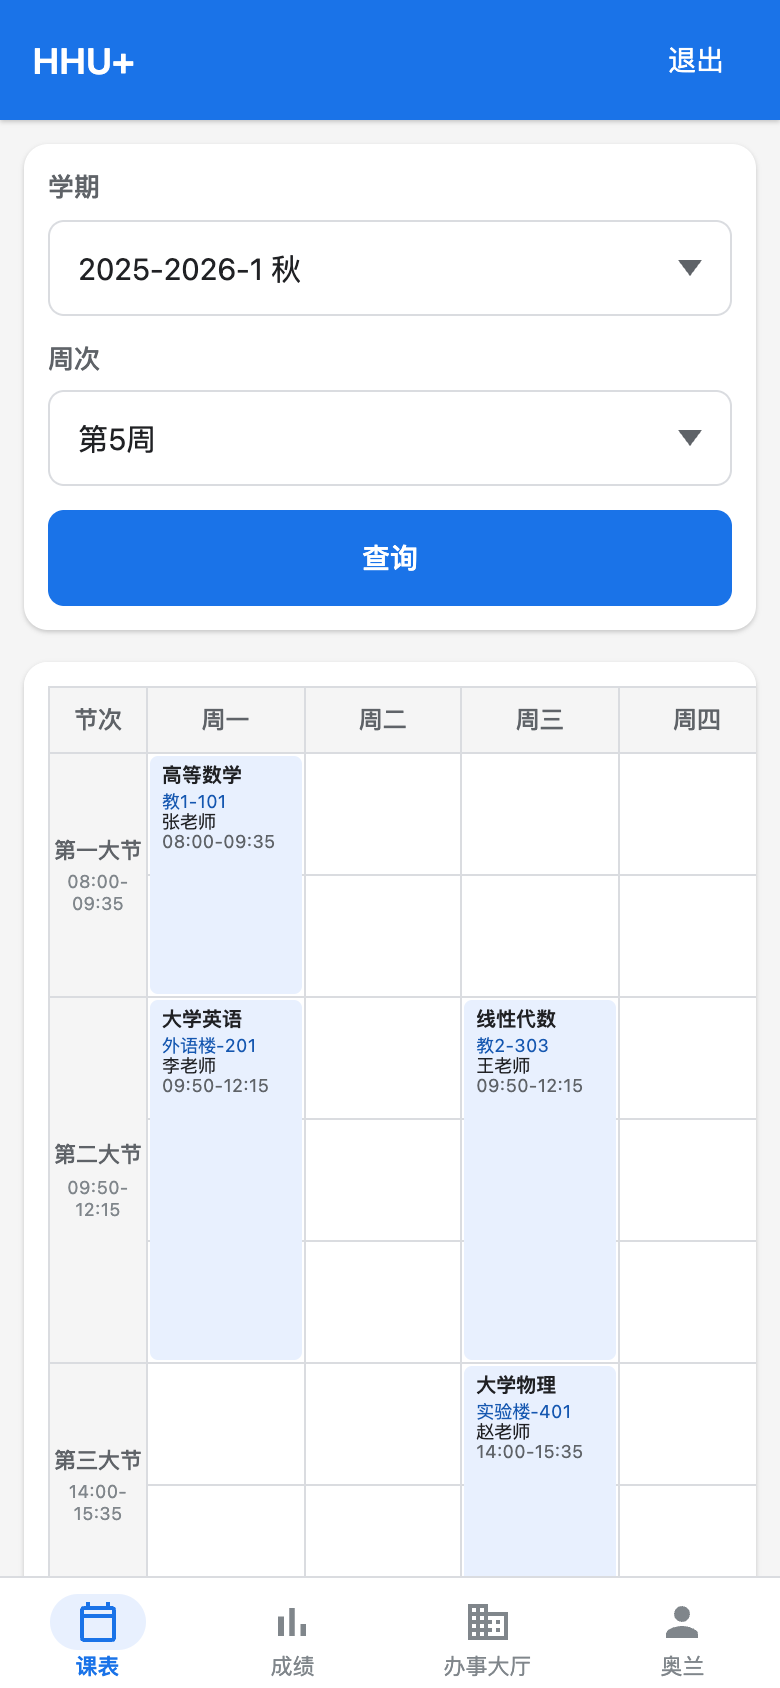 HHU+
退出
学期
2025-2026-1 秋
周次
第5周
查询
节次
周一
周二
周三
周四
第一大节
08:00-
09:35
高等数学
教1-101
张老师
08:00-09:35
第二大节
09:50-
12:15
大学英语
外语楼-201
李老师
09:50-12:15
线性代数
教2-303
王老师
09:50-12:15
第三大节
14:00-
15:35
大学物理
实验楼-401
赵老师
14:00-15:35
课表
成绩
办事大厅
奥兰